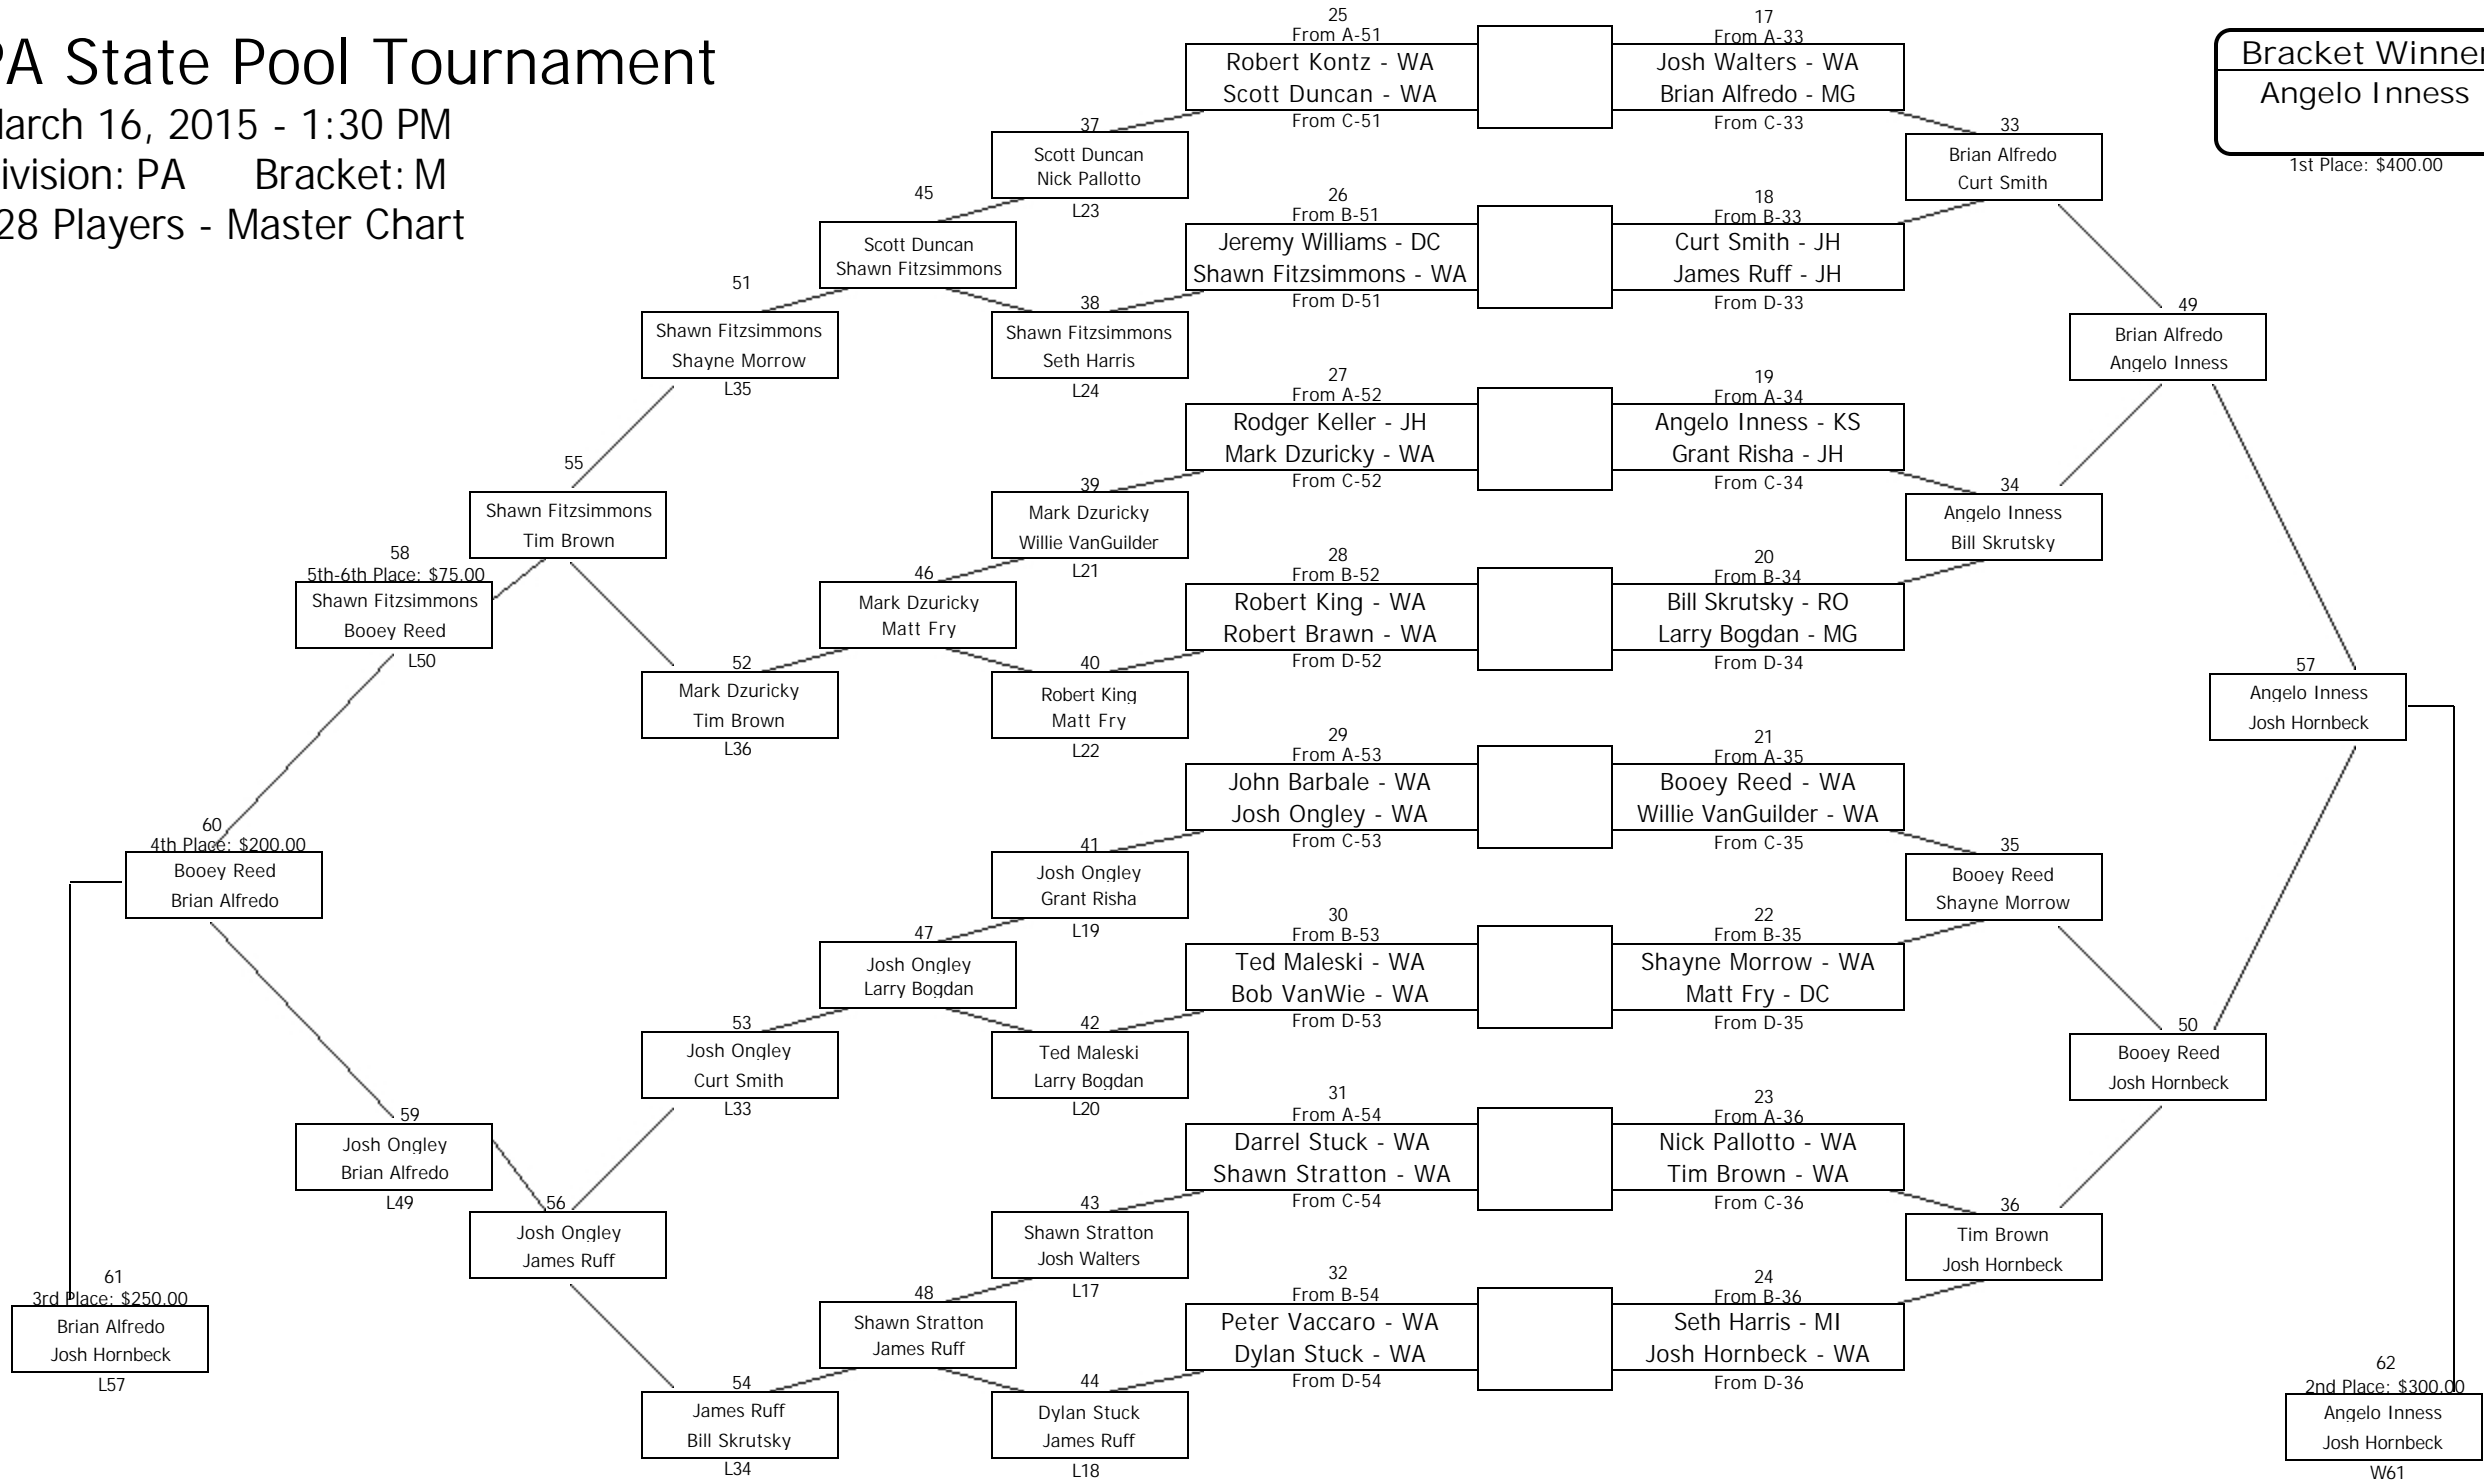 PA State Pool Tournament
March 16, 2015 - 1:30 PM
ivision: PA Bracket: M
28 Players - Master Chart
Bracket Winner
Angelo Inness
1st Place: $400.00
25
From A-51
Robert Kontz - WA
Scott Duncan - WA
From C-51
17
From A-33
Josh Walters - WA
Brian Alfredo - MG
From C-33
37
Scott Duncan
Nick Pallotto
L23
33
Brian Alfredo
Curt Smith
45
Scott Duncan
Shawn Fitzsimmons
26
From B-51
Jeremy Williams - DC
Shawn Fitzsimmons - WA
From D-51
18
From B-33
Curt Smith - JH
James Ruff - JH
From D-33
51
Shawn Fitzsimmons
Shayne Morrow
L35
38
Shawn Fitzsimmons
Seth Harris
L24
49
Brian Alfredo
Angelo Inness
27
From A-52
Rodger Keller - JH
Mark Dzuricky - WA
From C-52
19
From A-34
Angelo Inness - KS
Grant Risha - JH
From C-34
55
Shawn Fitzsimmons
Tim Brown
39
Mark Dzuricky
Willie VanGuilder
L21
34
Angelo Inness
Bill Skrutsky
58
5th-6th Place: $75.00
Shawn Fitzsimmons
Booey Reed
L50
46
Mark Dzuricky
Matt Fry
28
From B-52
Robert King - WA
Robert Brawn - WA
From D-52
20
From B-34
Bill Skrutsky - RO
Larry Bogdan - MG
From D-34
52
Mark Dzuricky
Tim Brown
L36
40
Robert King
Matt Fry
L22
57
Angelo Inness
Josh Hornbeck
29
From A-53
John Barbale - WA
Josh Ongley - WA
From C-53
21
From A-35
Booey Reed - WA
Willie VanGuilder - WA
From C-35
60
4th Place: $200.00
Booey Reed
Brian Alfredo
41
Josh Ongley
Grant Risha
L19
35
Booey Reed
Shayne Morrow
47
Josh Ongley
Larry Bogdan
30
From B-53
Ted Maleski - WA
Bob VanWie - WA
From D-53
22
From B-35
Shayne Morrow - WA
Matt Fry - DC
From D-35
53
Josh Ongley
Curt Smith
L33
42
Ted Maleski
Larry Bogdan
L20
50
Booey Reed
Josh Hornbeck
59
Josh Ongley
Brian Alfredo
L49
31
From A-54
Darrel Stuck - WA
Shawn Stratton - WA
From C-54
23
From A-36
Nick Pallotto - WA
Tim Brown - WA
From C-36
56
Josh Ongley
James Ruff
43
Shawn Stratton
Josh Walters
L17
36
Tim Brown
Josh Hornbeck
61
3rd Place: $250.00
Brian Alfredo
Josh Hornbeck
L57
48
Shawn Stratton
James Ruff
32
From B-54
Peter Vaccaro - WA
Dylan Stuck - WA
From D-54
24
From B-36
Seth Harris - MI
Josh Hornbeck - WA
From D-36
54
James Ruff
Bill Skrutsky
L34
44
Dylan Stuck
James Ruff
L18
62
2nd Place: $300.00
Angelo Inness
Josh Hornbeck
W61